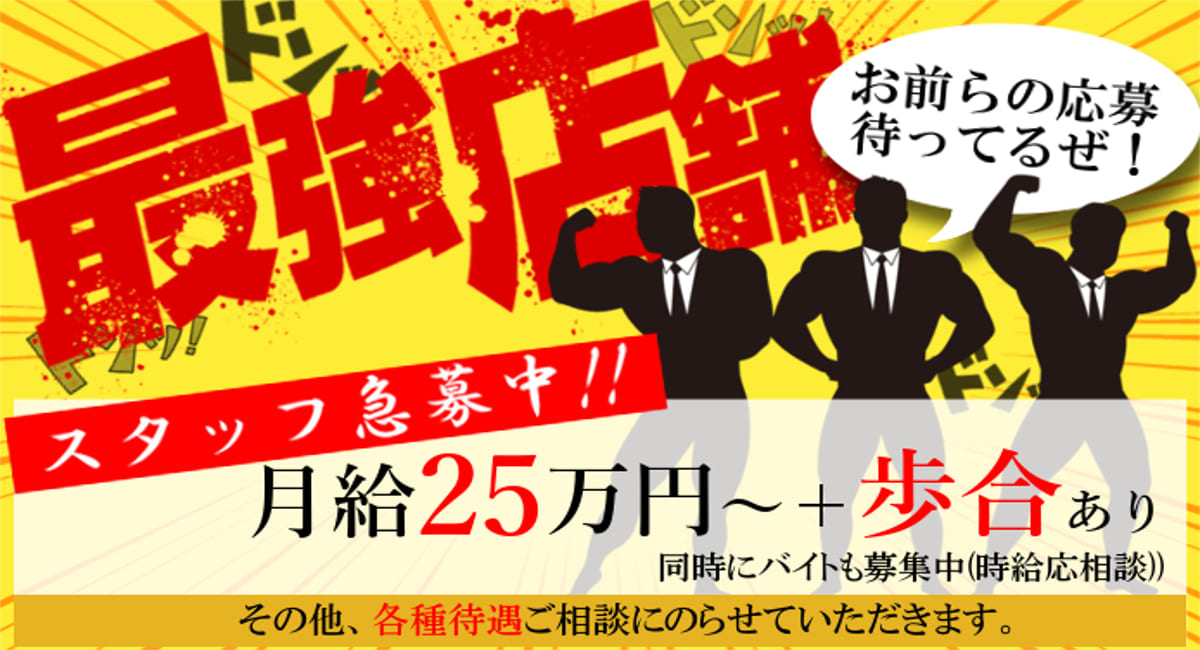 最強店舗
ドンッ
ドンッ
お前らの応募
待ってるぜ！
ドンッ!
ドンッ
スタッフ急募中!!
月給25万円～＋歩合あり
同時にバイトも募集中(時給応相談))
その他、各種待遇ご相談にのらせていただきます。